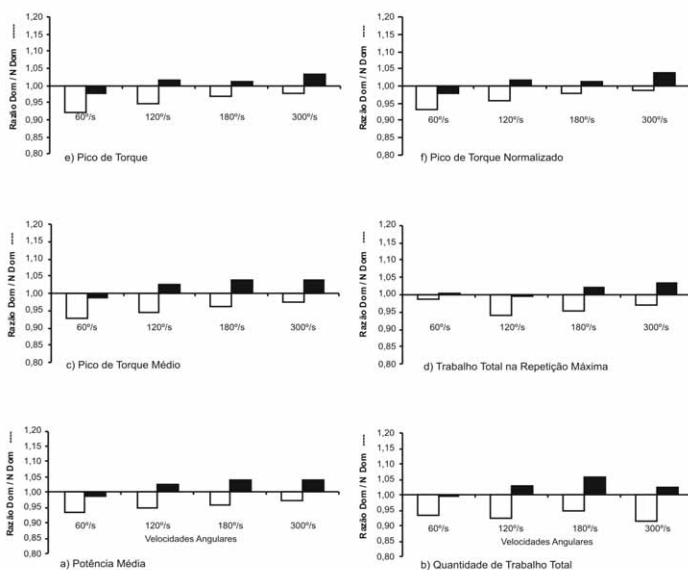 Razão Dom / N Dom ----
1,20
1,15
1,10
1,05
1,00
0,95
0,90
0,85
0,80
60º/s 120º/s 180º/s 300º/s
e) Pico de Torque
Razão Dom / N Dom ----
1,20
1,15
1,10
1,05
1,00
0,95
0,90
0,85
0,80
60º/s 120º/s 180º/s 300º/s
f) Pico de Torque Normalizado
Razão Dom / N Dom ----
1,20
1,15
1,10
1,05
1,00
0,95
0,90
0,85
0,80
60º/s 120º/s 180º/s 300º/s
c) Pico de Torque Médio
Razão Dom / N Dom ----
1,20
1,15
1,10
1,05
1,00
0,95
0,90
0,85
0,80
60º/s 120º/s 180º/s 300º/s
d) Trabalho Total na Repetição Máxima
Razão Dom / N Dom ----
1,20
1,15
1,10
1,05
1,00
0,95
0,90
0,85
0,80
60º/s 120º/s 180º/s 300º/s
Velocidades Angulares
a) Potência Média
Razão Dom / N Dom ----
1,20
1,15
1,10
1,05
1,00
0,95
0,90
0,85
0,80
60º/s 120º/s 180º/s 300º/s
Velocidades Angulares
b) Quantidade de Trabalho Total